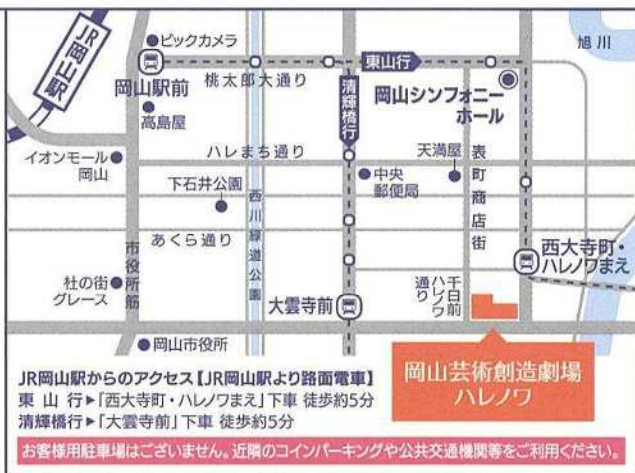 JR岡山駅
ビックカメラ
岡山駅前
桃太郎大通り
東山行
清輝橋行
旭川
岡山シンフォニー
ホール
高島屋
イオンモール
岡山
ハレまち通り
下石井公園
西川緑道公園
中央
郵便局
天満屋
表町商店街
あくら通り
市役所筋
杜の街
グレース
大雲寺前
千日前
ハレノワ
通り
西大寺町・
ハレノワまえ
岡山市役所
岡山芸術創造劇場
ハレノワ
JR岡山駅からのアクセス【JR岡山駅より路面電車】
東 山 行▶「西大寺町・ハレノワまえ」下車 徒歩約5分
清輝橋行▶「大雲寺前」下車 徒歩約5分
お客様用駐車場はございません。近隣のコインパーキングや公共交通機関等をご利用ください。